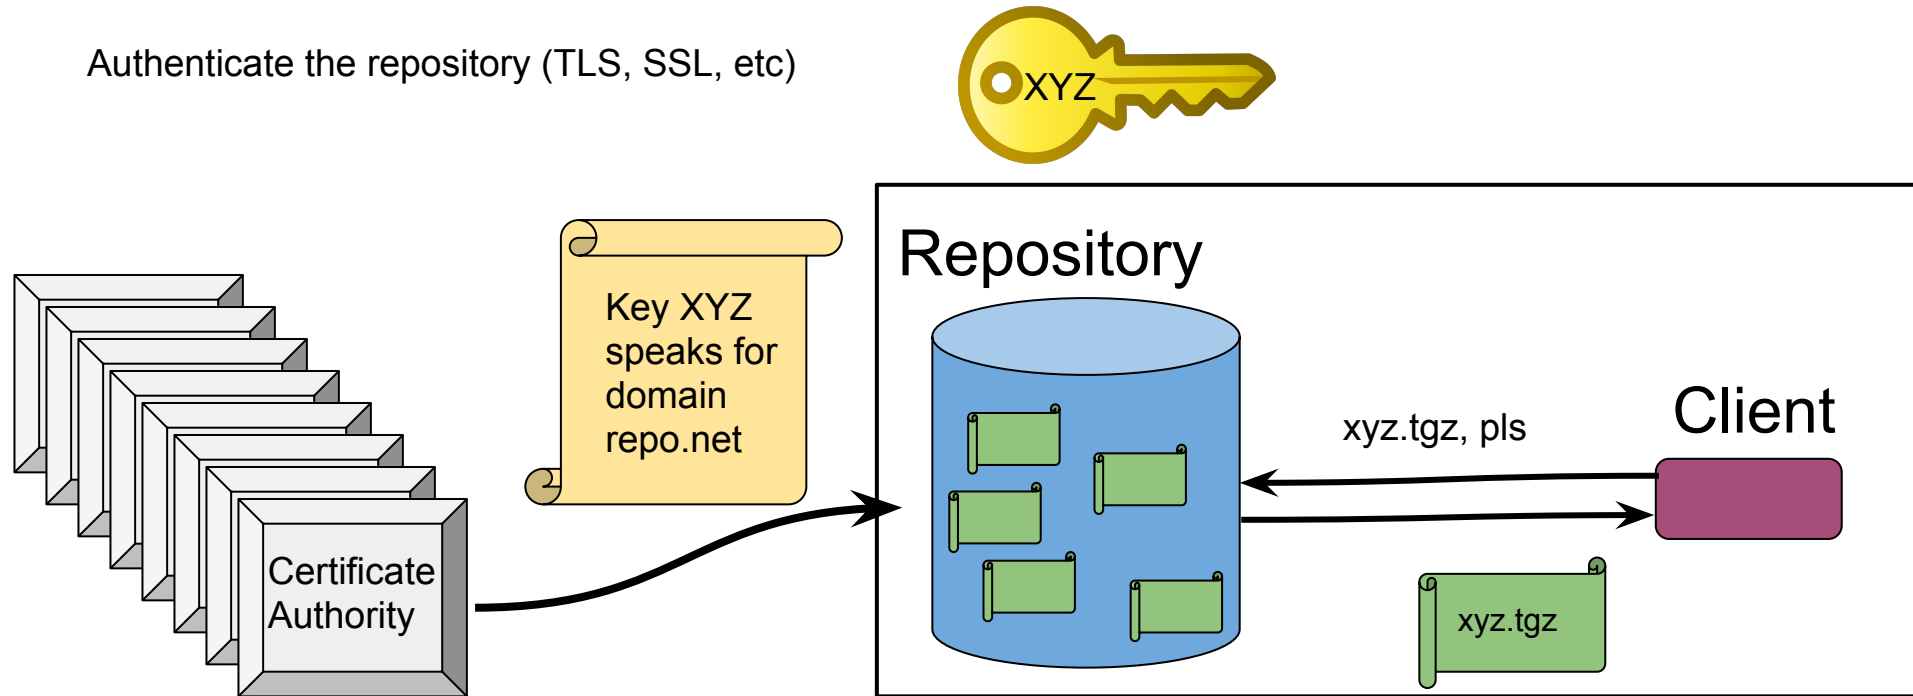 Authenticate the repository (TLS, SSL, etc)
XYZ
Key XYZ
speaks for
domain
repo.net
Repository
Client
xyz.tgz, pls
Certificate
Authority
xyz.tgz